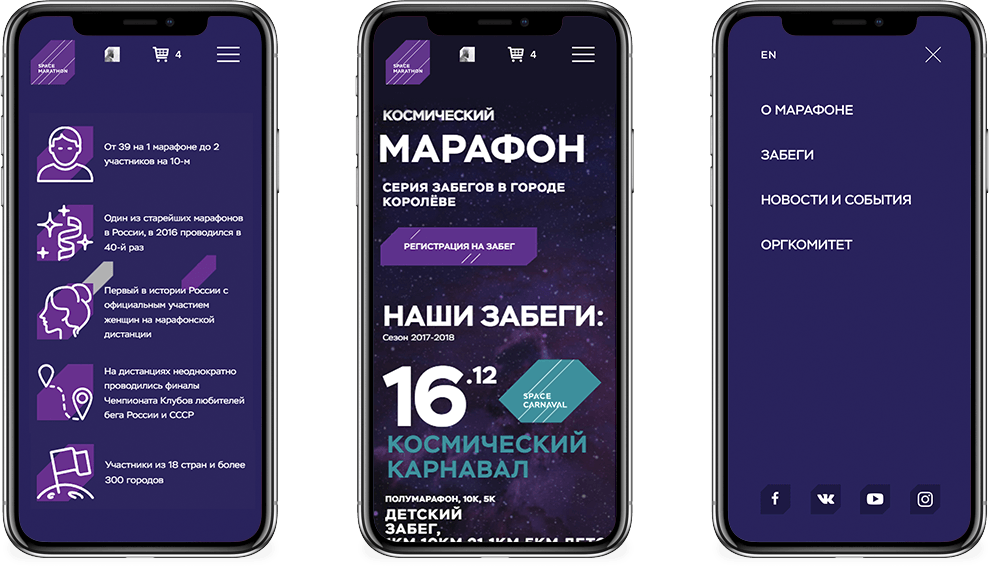 SPACE
MARATHON
4
От 39 на 1 марафоне до 2
участников на 10-м
Один из старейших марафонов
в России, в 2016 проводился в
40-й раз
Первый в истории России с
официальным участием
женщин на марафонской
дистанции
На дистанциях неоднократно
проводились финалы
Чемпионата Клубов любителей
бега России и СССР
Участники из 18 стран и более
300 городов
SPACE
MARATHON
4
КОСМИЧЕСКИЙ
МАРАФОН
СЕРИЯ ЗАБЕГОВ В ГОРОДЕ
КОРОЛЁВЕ
РЕГИСТРАЦИЯ НА ЗАБЕГ
НАШИ ЗАБЕГИ:
Сезон 2017-2018
16.12
SPACE
CARNAVAL
КОСМИЧЕСКИЙ
КАРНАВАЛ
ПОЛУМАРАФОН, 10К, 5К
ДЕТСКИЙ
ЗАБЕГ,
EN
О МАРАФОНЕ
ЗАБЕГИ
НОВОСТИ И СОБЫТИЯ
ОРГКОМИТЕТ